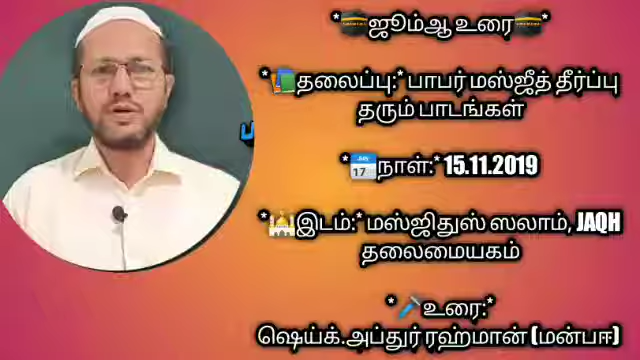 *🕋ஜூம்ஆ உரை🕋*
*📚தலைப்பு:* பாபர் மஸ்ஜீத் தீர்ப்பு
தரும் பாடங்கள்
*📅நாள்:* 15.11.2019
*🕌இடம்:* மஸ்ஜிதுஸ் ஸலாம், JAQH
தலைமையகம்
*🎤உரை:*
ஷெய்க்.அப்துர் ரஹ்மான் (மன்பஈ)